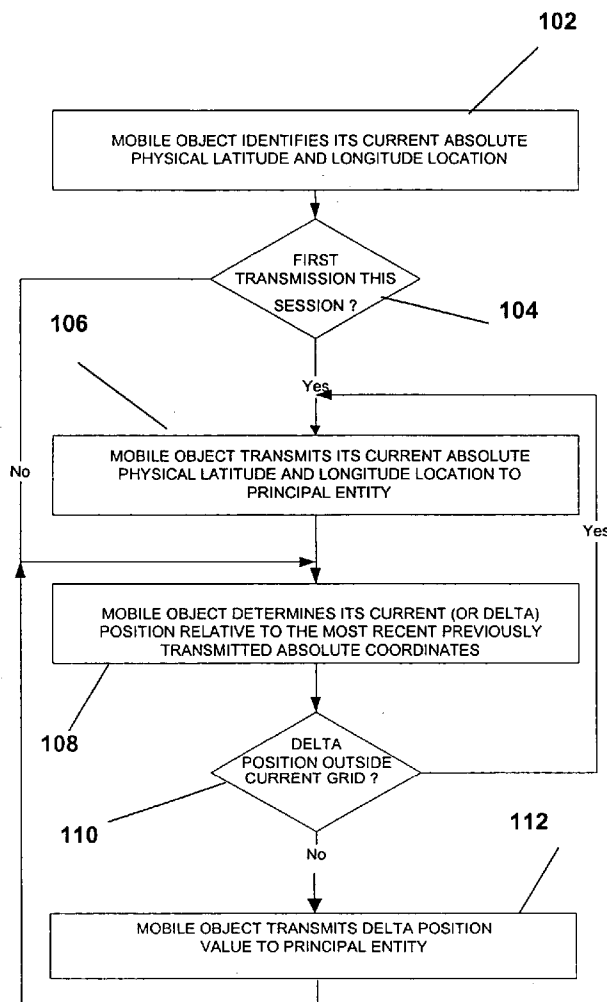 102
MOBILE OBJECT IDENTIFIES ITS CURRENT ABSOLUTE
PHYSICAL LATITUDE AND LONGITUDE LOCATION
FIRST
TRANSMISSION THIS
SESSION ?
104
106
Yes
MOBILE OBJECT TRANSMITS ITS CURRENT ABSOLUTE
PHYSICAL LATITUDE AND LONGITUDE LOCATION TO
PRINCIPAL ENTITY
No
Yes
MOBILE OBJECT DETERMINES ITS CURRENT (OR DELTA)
POSITION RELATIVE TO THE MOST RECENT PREVIOUSLY
TRANSMITTED ABSOLUTE COORDINATES
108
DELTA
POSITION OUTSIDE
CURRENT GRID ?
110
112
No
MOBILE OBJECT TRANSMITS DELTA POSITION
VALUE TO PRINCIPAL ENTITY